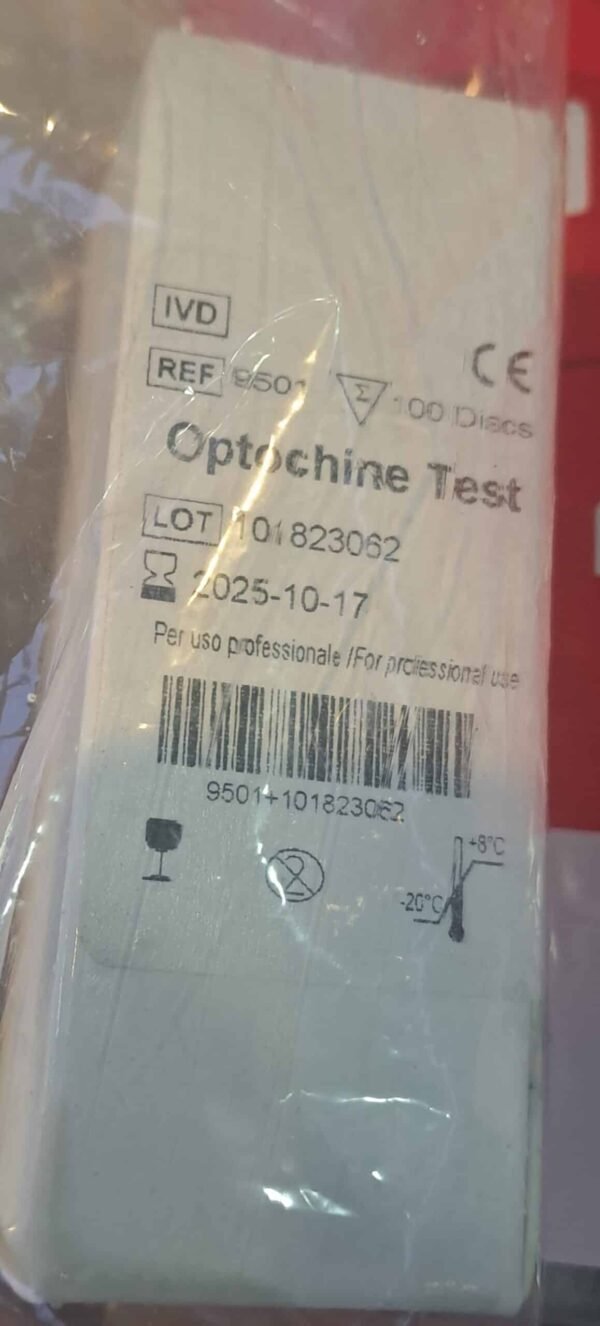 IVD
CE
REF 9501 Σ 100 Discs
Optochine Test
LOT 101823062
2025-10-17
Per uso professionale /For professional use
9501+101823062
2
+8°C
-20°C